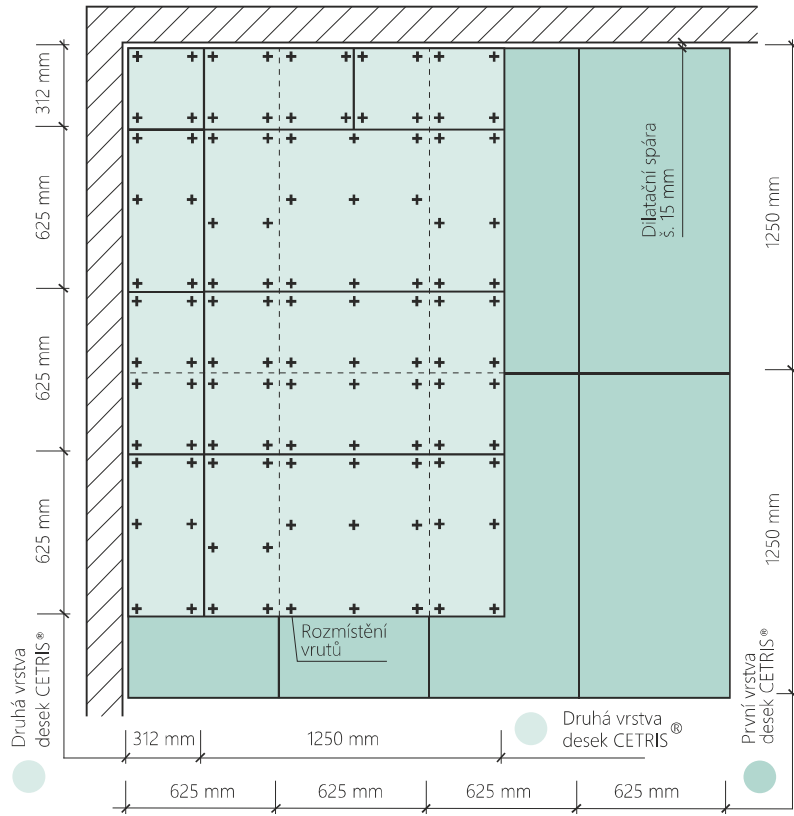 312 mm
625 mm
625 mm
625 mm
Druhá vrstva
desek CETRIS®
Dilatační spára
š. 15 mm
1250 mm
1250 mm
První vrstva
desek CETRIS®
Rozmístění
vrutů
312 mm
1250 mm
Druhá vrstva
desek CETRIS®
625 mm
625 mm
625 mm
625 mm